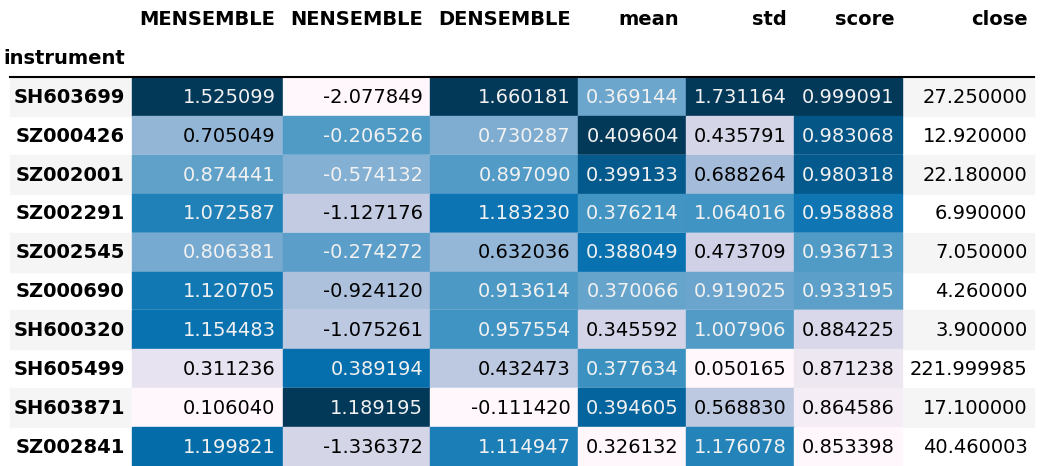 MENSEMBLE NENSEMBLE DENSEMBLE mean std score close
instrument
SH603699 1.525099 -2.077849 1.660181 0.369144 1.731164 0.999091 27.250000
SZ000426 0.705049 -0.206526 0.730287 0.409604 0.435791 0.983068 12.920000
SZ002001 0.874441 -0.574132 0.897090 0.399133 0.688264 0.980318 22.180000
SZ002291 1.072587 -1.127176 1.183230 0.376214 1.064016 0.958888 6.990000
SZ002545 0.806381 -0.274272 0.632036 0.388049 0.473709 0.936713 7.050000
SZ000690 1.120705 -0.924120 0.913614 0.370066 0.919025 0.933195 4.260000
SH600320 1.154483 -1.075261 0.957554 0.345592 1.007906 0.884225 3.900000
SH605499 0.311236 0.389194 0.432473 0.377634 0.050165 0.871238 221.999985
SH603871 0.106040 1.189195 -0.111420 0.394605 0.568830 0.864586 17.100000
SZ002841 1.199821 -1.336372 1.114947 0.326132 1.176078 0.853398 40.460003